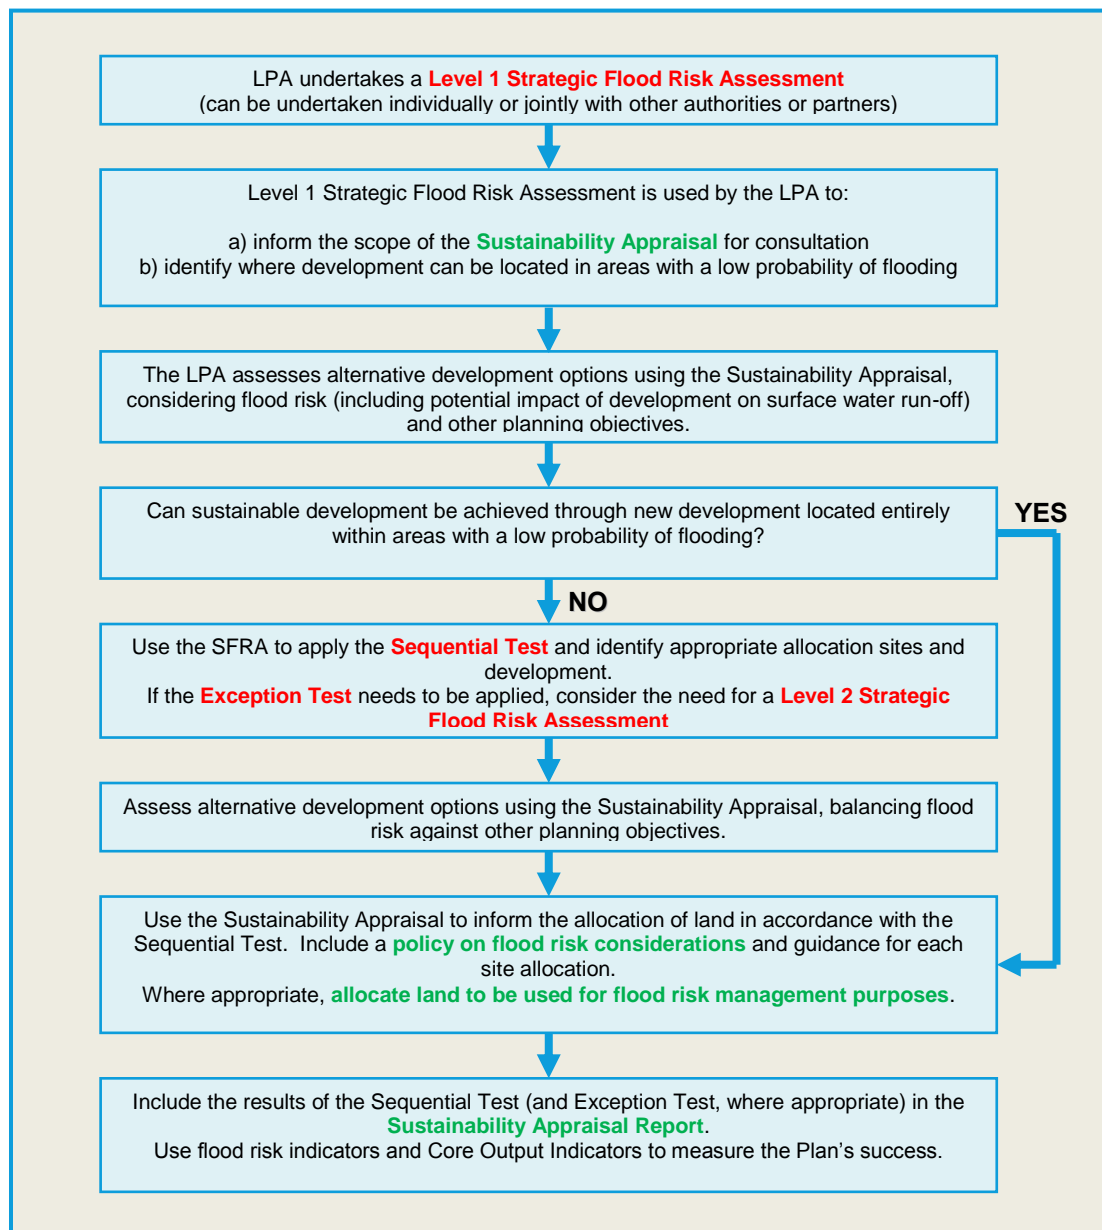 LPA undertakes a Level 1 Strategic Flood Risk Assessment
(can be undertaken individually or jointly with other authorities or partners)
Level 1 Strategic Flood Risk Assessment is used by the LPA to:
a) inform the scope of the Sustainability Appraisal for consultation
b) identify where development can be located in areas with a low probability of flooding
The LPA assesses alternative development options using the Sustainability Appraisal,
considering flood risk (including potential impact of development on surface water run-off)
and other planning objectives.
Can sustainable development be achieved through new development located entirely
within areas with a low probability of flooding?
YES
NO
Use the SFRA to apply the Sequential Test and identify appropriate allocation sites and
development.
If the Exception Test needs to be applied, consider the need for a Level 2 Strategic
Flood Risk Assessment
Assess alternative development options using the Sustainability Appraisal, balancing flood
risk against other planning objectives.
Use the Sustainability Appraisal to inform the allocation of land in accordance with the
Sequential Test.  Include a policy on flood risk considerations and guidance for each
site allocation.
Where appropriate, allocate land to be used for flood risk management purposes.
Include the results of the Sequential Test (and Exception Test, where appropriate) in the
Sustainability Appraisal Report.
Use flood risk indicators and Core Output Indicators to measure the Plan's success.